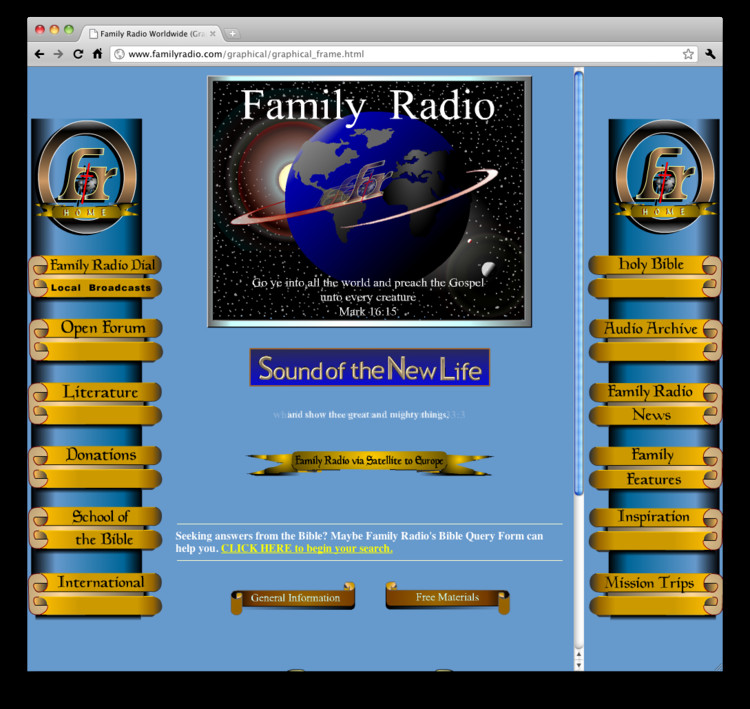 Family Radio Worldwide (Gra
www.familyradio.com/graphical/graphical_frame.html
Family Radio
Go ye into all the world and preach the Gospel
unto every creature
Mark 16:15
fr
HOME
Family Radio Dial
Local Broadcasts
Open Forum
Literature
Donations
School of
the Bible
International
Sound of the New Life
and show thee great and mighty things,
Family Radio via Satellite to Europe
Seeking answers from the Bible? Maybe Family Radio's Bible Query Form can
help you. CLICK HERE to begin your search.
General Information
Free Materials
fr
HOME
Holy Bible
Audio Archive
Family Radio
News
Family
Features
Inspiration
Mission Trips